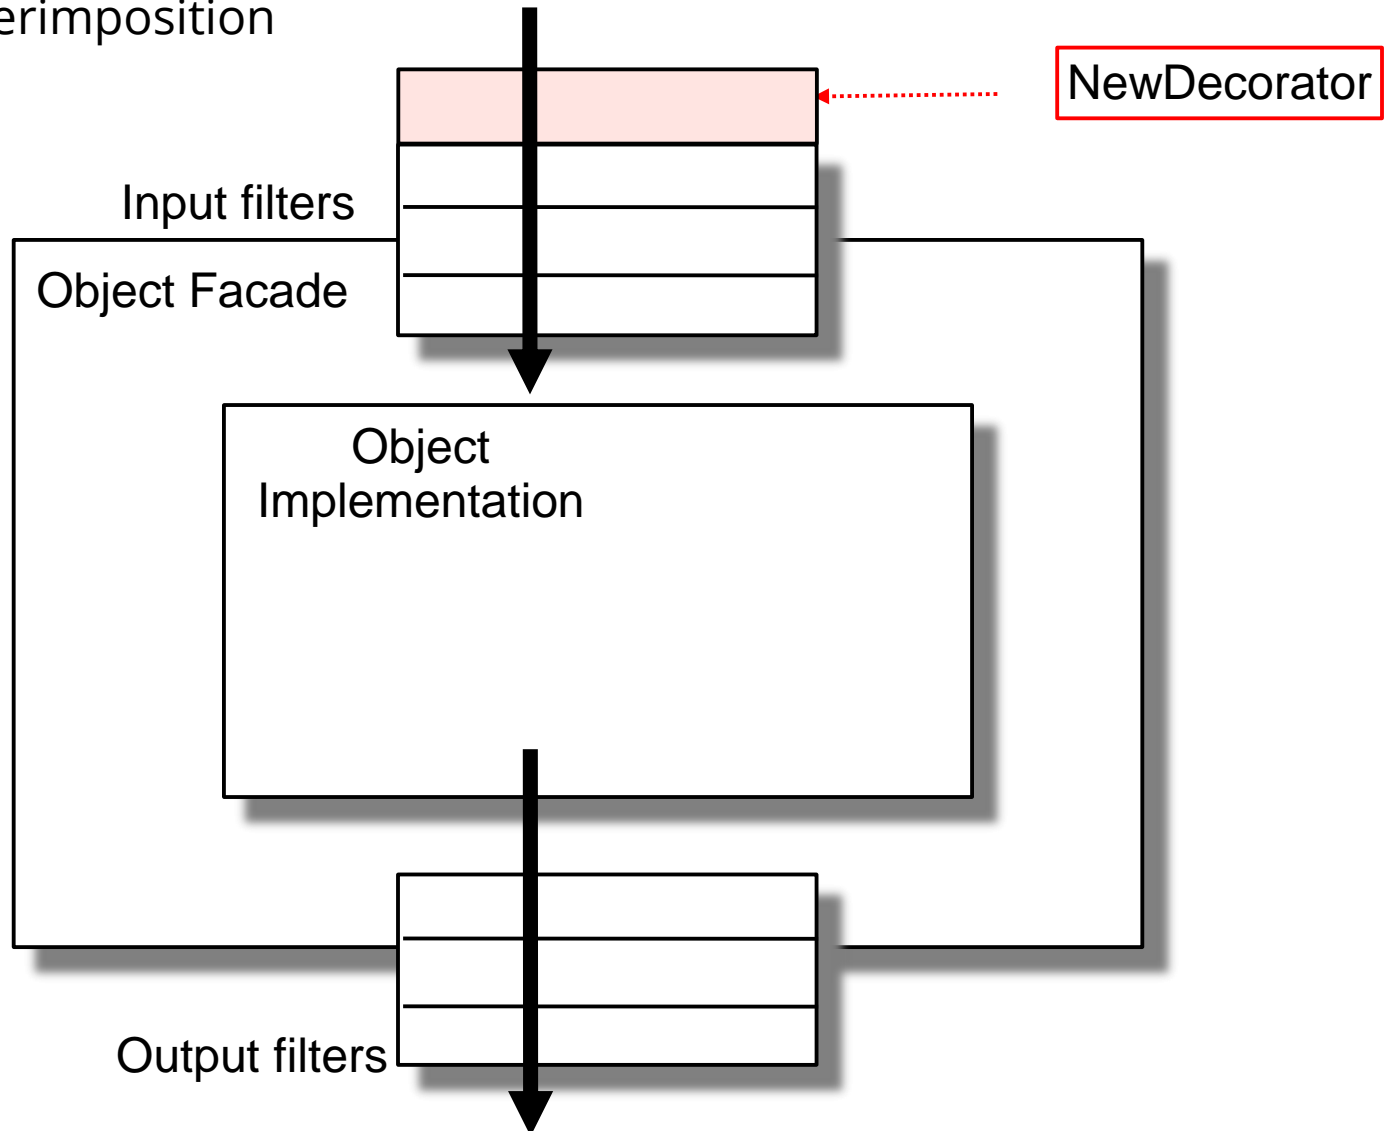 erimposition
NewDecorator
Input filters
Object Facade
Object
Implementation
Output filters